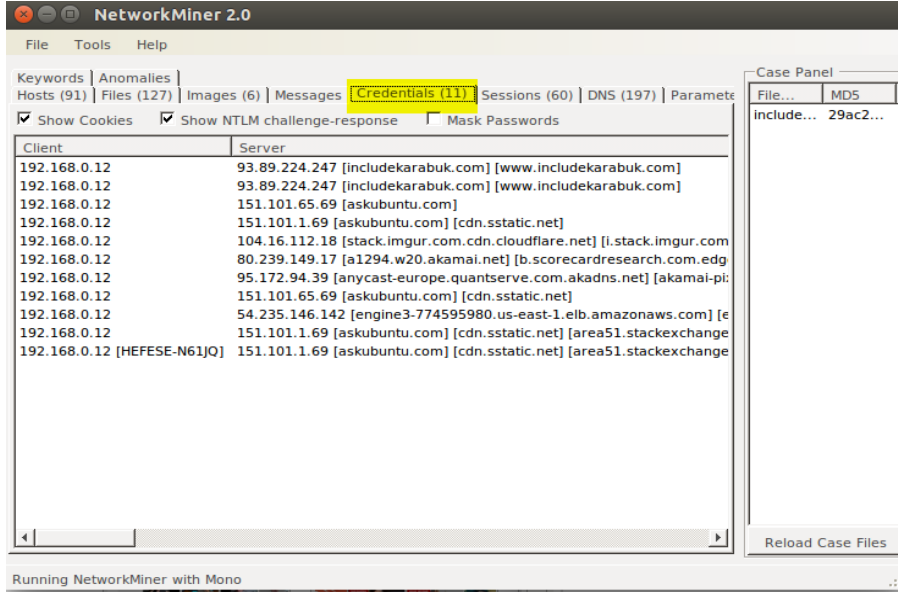 NetworkMiner 2.0
File Tools Help
Keywords Anomalies
Hosts (91) Files (127) Images (6) Messages Credentials (11) Sessions (60) DNS (197) Paramete
Show Cookies Show NTLM challenge-response Mask Passwords
Client Server
192.168.0.12 93.89.224.247 [includekarabuk.com] [www.includekarabuk.com]
192.168.0.12 93.89.224.247 [includekarabuk.com] [www.includekarabuk.com]
192.168.0.12 151.101.65.69 [askubuntu.com]
192.168.0.12 151.101.1.69 [askubuntu.com] [cdn.sstatic.net]
192.168.0.12 104.16.112.18 [stack.imgur.com.cdn.cloudflare.net] [i.stack.imgur.com
192.168.0.12 80.239.149.17 [a1294.w20.akamai.net] [b.scorecardresearch.com.edg
192.168.0.12 95.172.94.39 [anycast-europe.quantserve.com.akadns.net] [akamai-pi
192.168.0.12 151.101.65.69 [askubuntu.com] [cdn.sstatic.net]
192.168.0.12 54.235.146.142 [engine3-774595980.us-east-1.elb.amazonaws.com] [e
192.168.0.12 151.101.1.69 [askubuntu.com] [cdn.sstatic.net] [area51.stackexchange
192.168.0.12 [HEFESE-N61JQ] 151.101.1.69 [askubuntu.com] [cdn.sstatic.net] [area51.stackexchange
Case Panel
File... MD5
include... 29ac2...
Reload Case Files
Running NetworkMiner with Mono